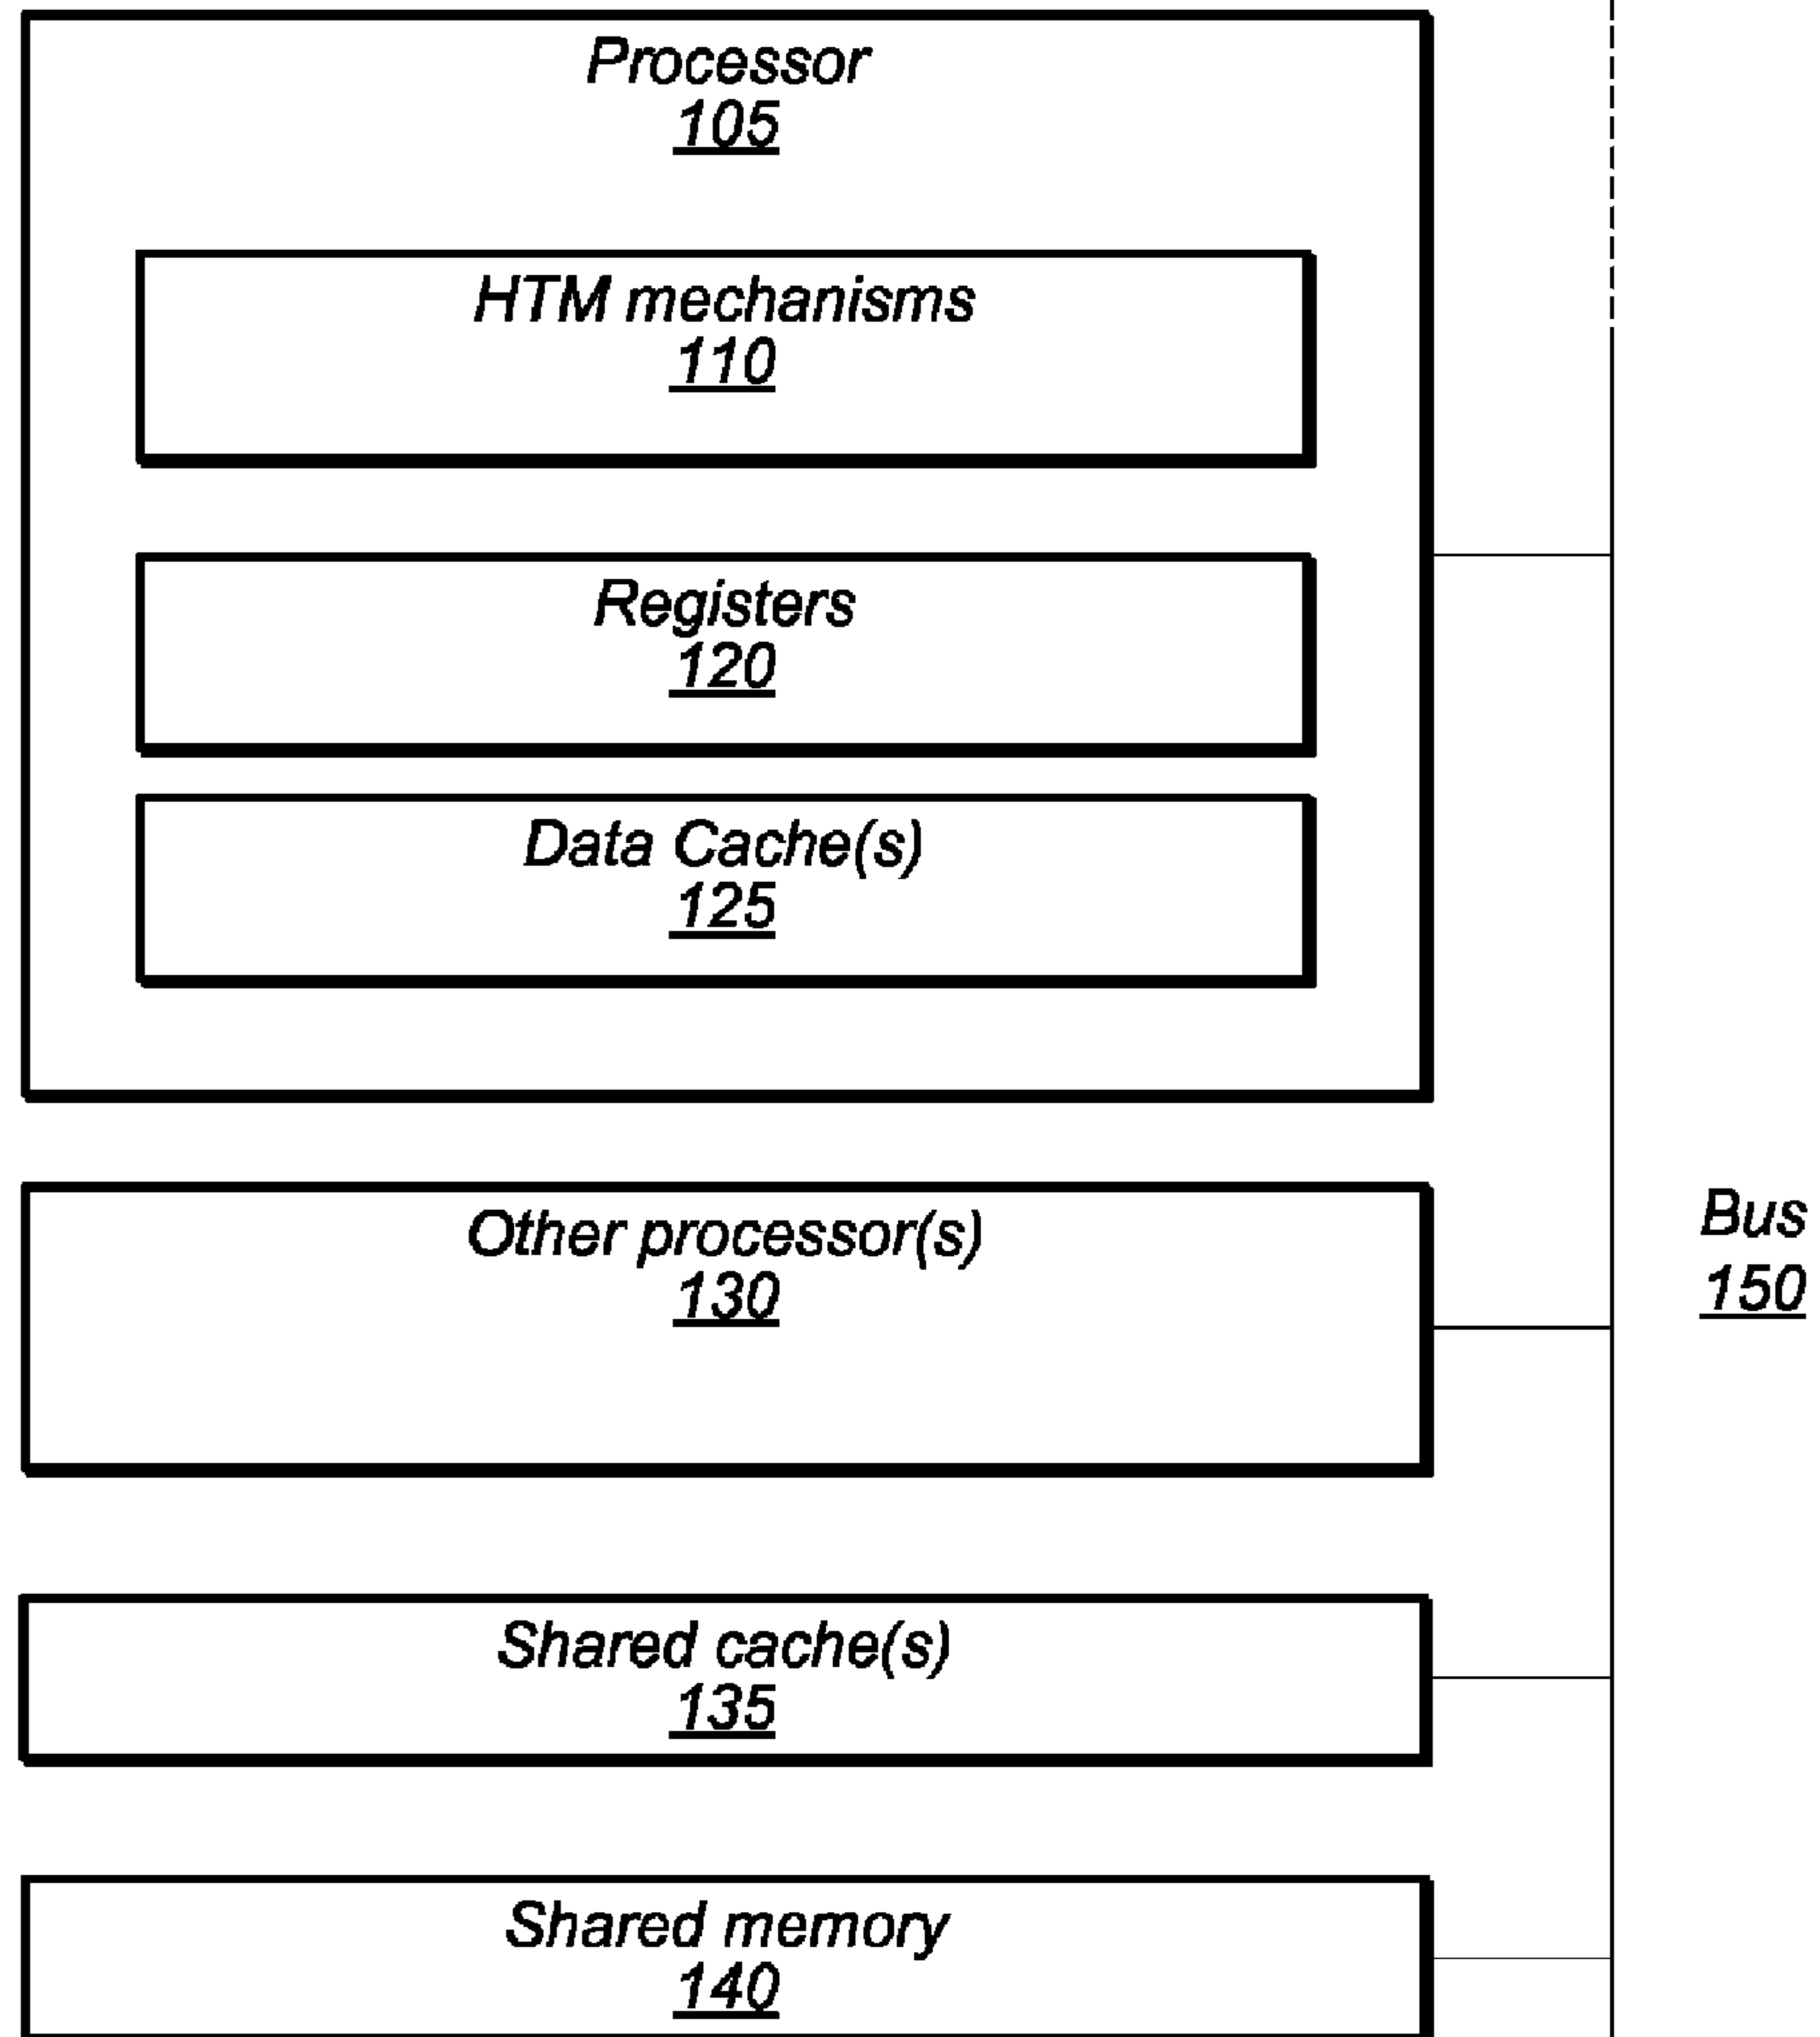 Processor
105
HTM mechanisms
110
Registers
120
Data Cache(s)
125
Other processor(s)
130
Bus
150
Shared cache(s)
135
Shared memory
140